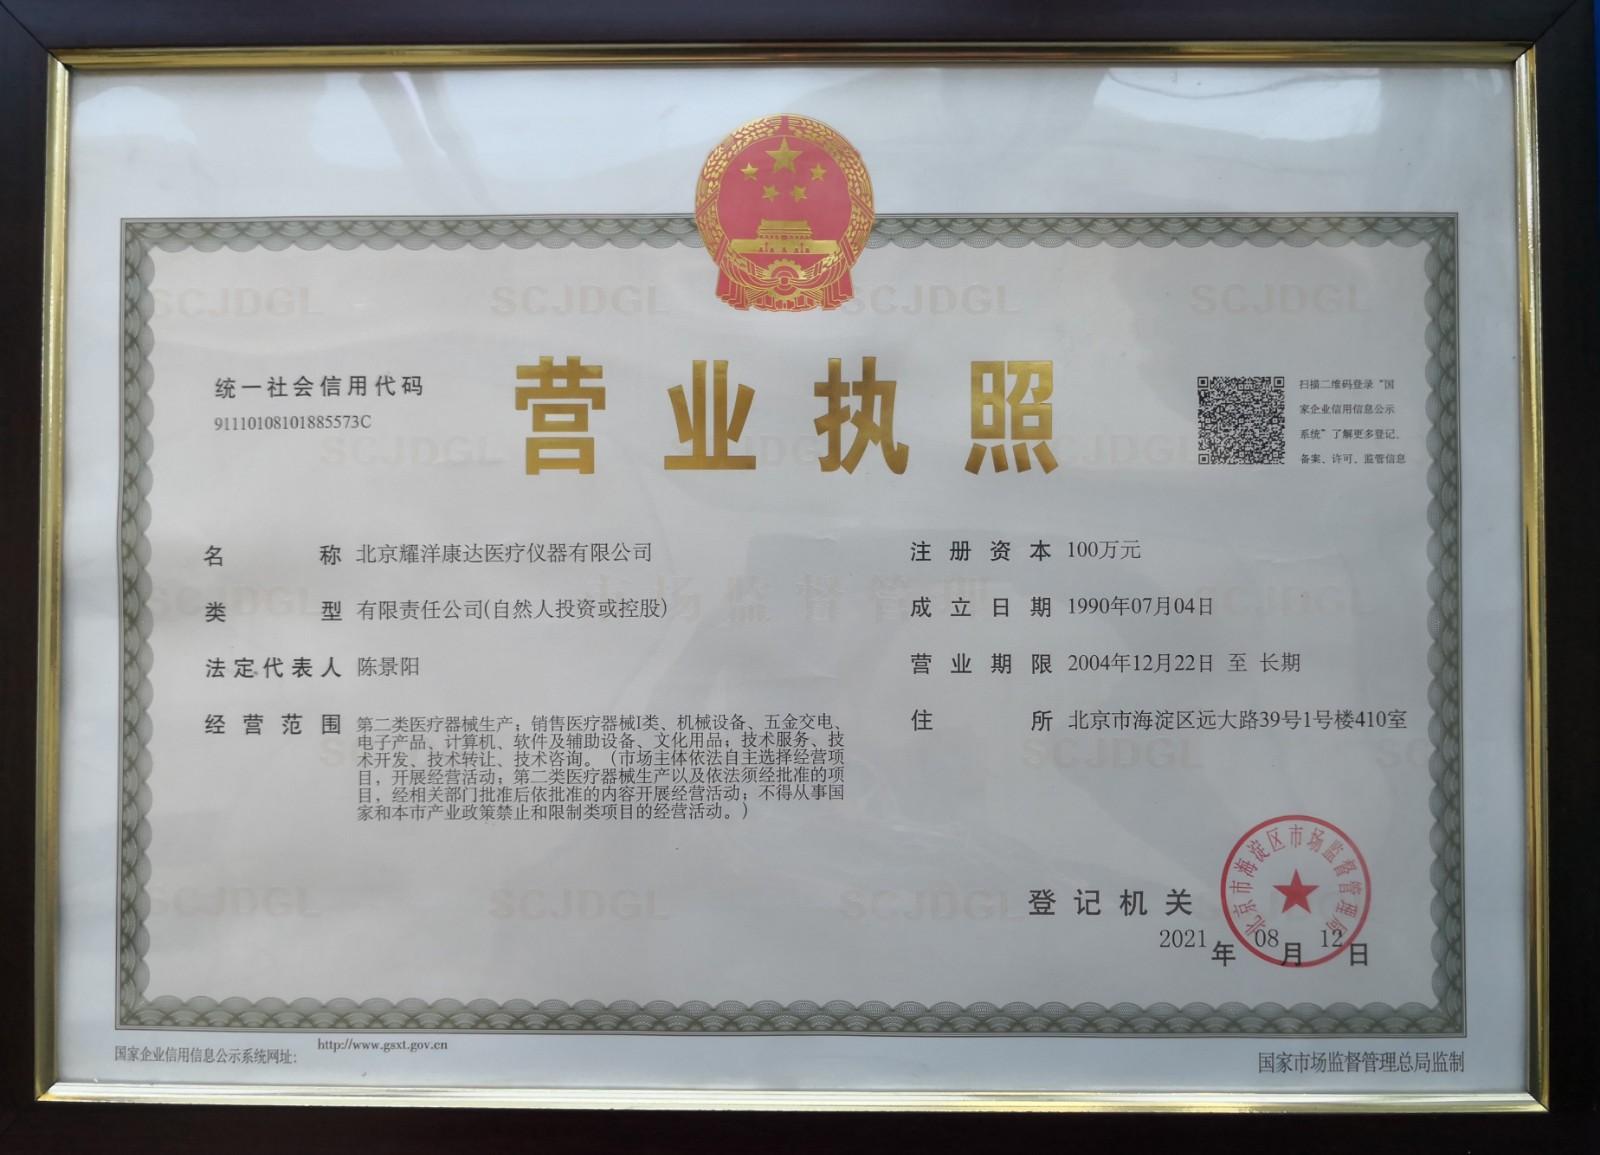 营业执照
统一社会信用代码
91110108101885573C
扫描二维码登录“国
家企业信用信息公示
系统”了解更多登记、
备案、许可、监管信息
名称 北京耀洋康达医疗仪器有限公司
类型 有限责任公司(自然人投资或控股)
法定代表人 陈景阳
经营范围 第二类医疗器械生产；销售医疗器械I类、机械设备、五金交电、
电子产品、计算机、软件及辅助设备、文化用品；技术服务、技
术开发、技术转让、技术咨询。（市场主体依法自主选择经营项
目，开展经营活动；第二类医疗器械生产以及依法须经批准的项
目，经相关部门批准后依批准的内容开展经营活动；不得从事国
家和本市产业政策禁止和限制类项目的经营活动。）
注册资本 100万元
成立日期 1990年07月04日
营业期限 2004年12月22日 至 长期
住所 北京市海淀区远大路39号1号楼410室
登记机关
北京市海淀区市场监督管理局
2021年08月12日
国家企业信用信息公示系统网址：
http://www.gsxt.gov.cn
国家市场监督管理总局监制
SCJDGL
市场监督管理